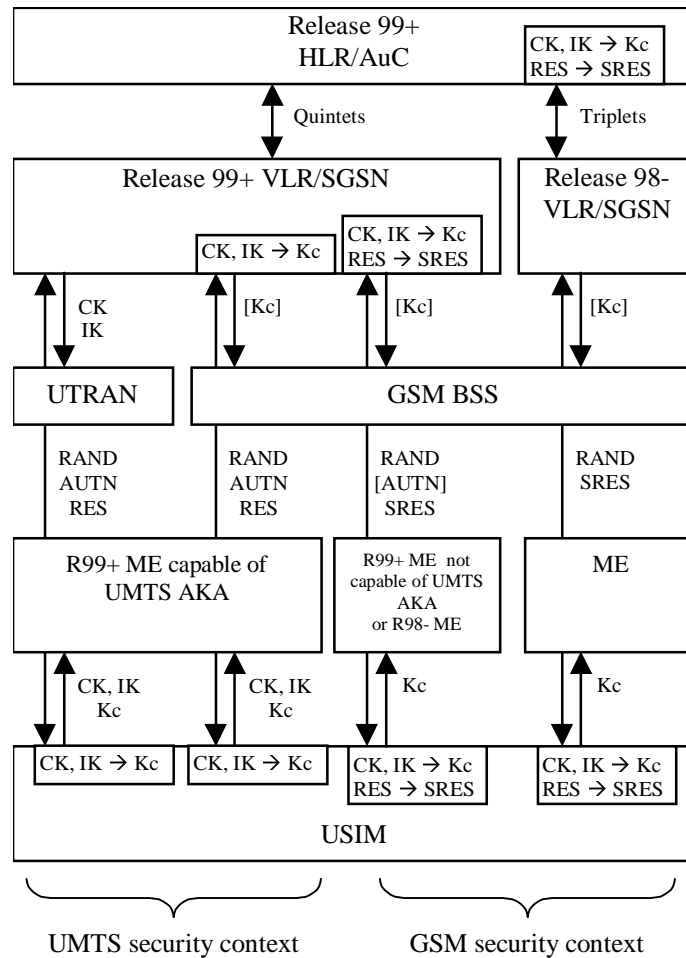 Release 99+
HLR/AuC
CK, IK → Kc
RES → SRES
Quintets
Triplets
Release 99+ VLR/SGSN
Release 98-
VLR/SGSN
CK, IK → Kc
CK, IK → Kc
RES → SRES
CK
IK
[Kc]
[Kc]
[Kc]
UTRAN
GSM BSS
RAND
AUTN
RES
RAND
AUTN
RES
RAND
[AUTN]
SRES
RAND
SRES
R99+ ME capable of
UMTS AKA
R99+ ME not
capable of UMTS
AKA
or R98- ME
ME
CK, IK
Kc
CK, IK
Kc
Kc
Kc
CK, IK → Kc
CK, IK → Kc
CK, IK → Kc
RES → SRES
CK, IK → Kc
RES → SRES
USIM
UMTS security context
GSM security context